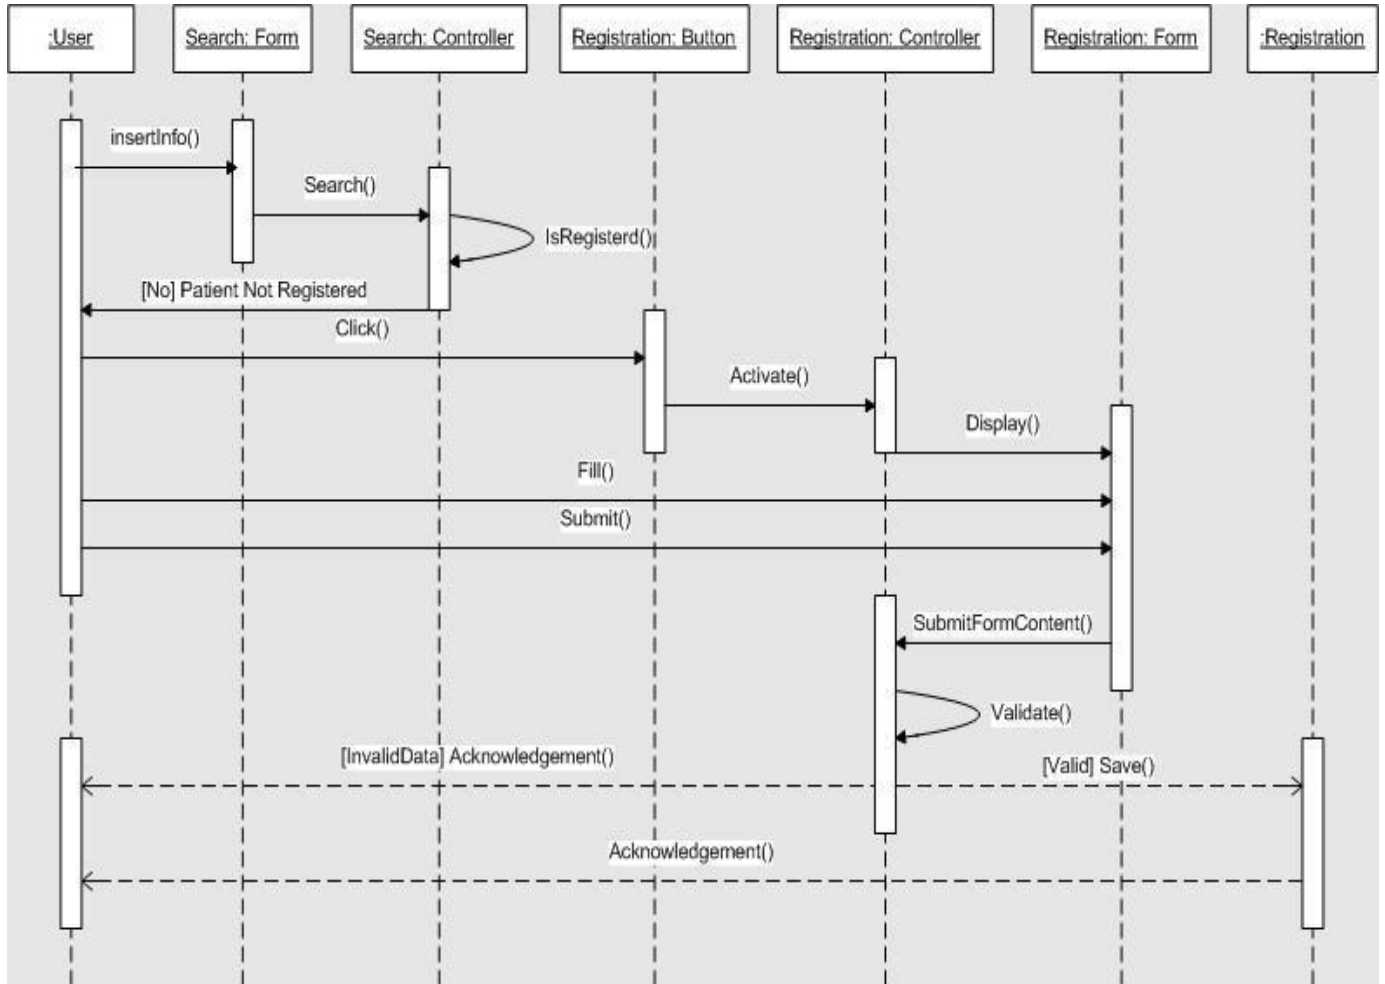 :User
Search: Form
Search: Controller
Registration: Button
Registration: Controller
Registration: Form
:Registration
insertInfo()
Search()
IsRegisterd()
[No] Patient Not Registered
Click()
Activate()
Display()
Fill()
Submit()
SubmitFormContent()
Validate()
[InvalidData] Acknowledgement()
[Valid] Save()
Acknowledgement()